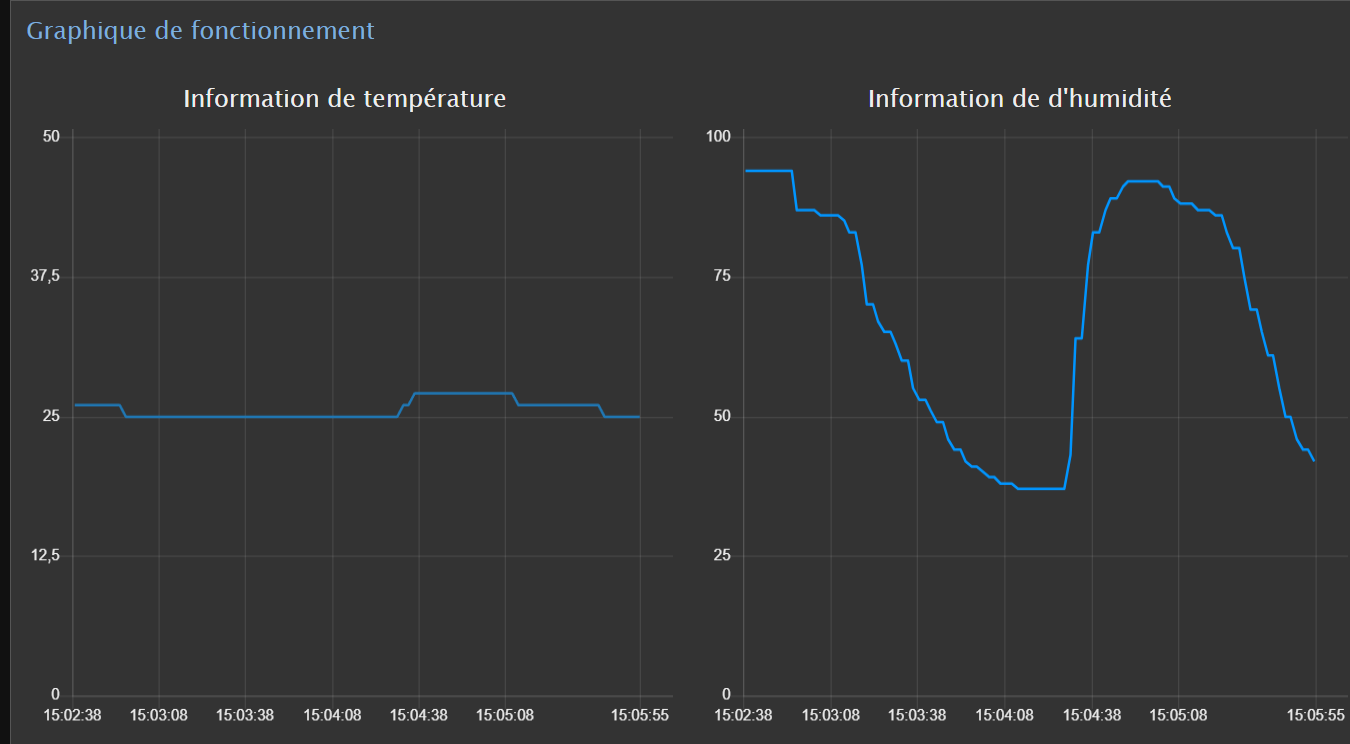 Graphique de fonctionnement
Information de température
50
37,5
25
12,5
0
15:02:38 15:03:08 15:03:38 15:04:08 15:04:38 15:05:08 15:05:55
Information de d'humidité
100
75
50
25
0
15:02:38 15:03:08 15:03:38 15:04:08 15:04:38 15:05:08 15:05:55